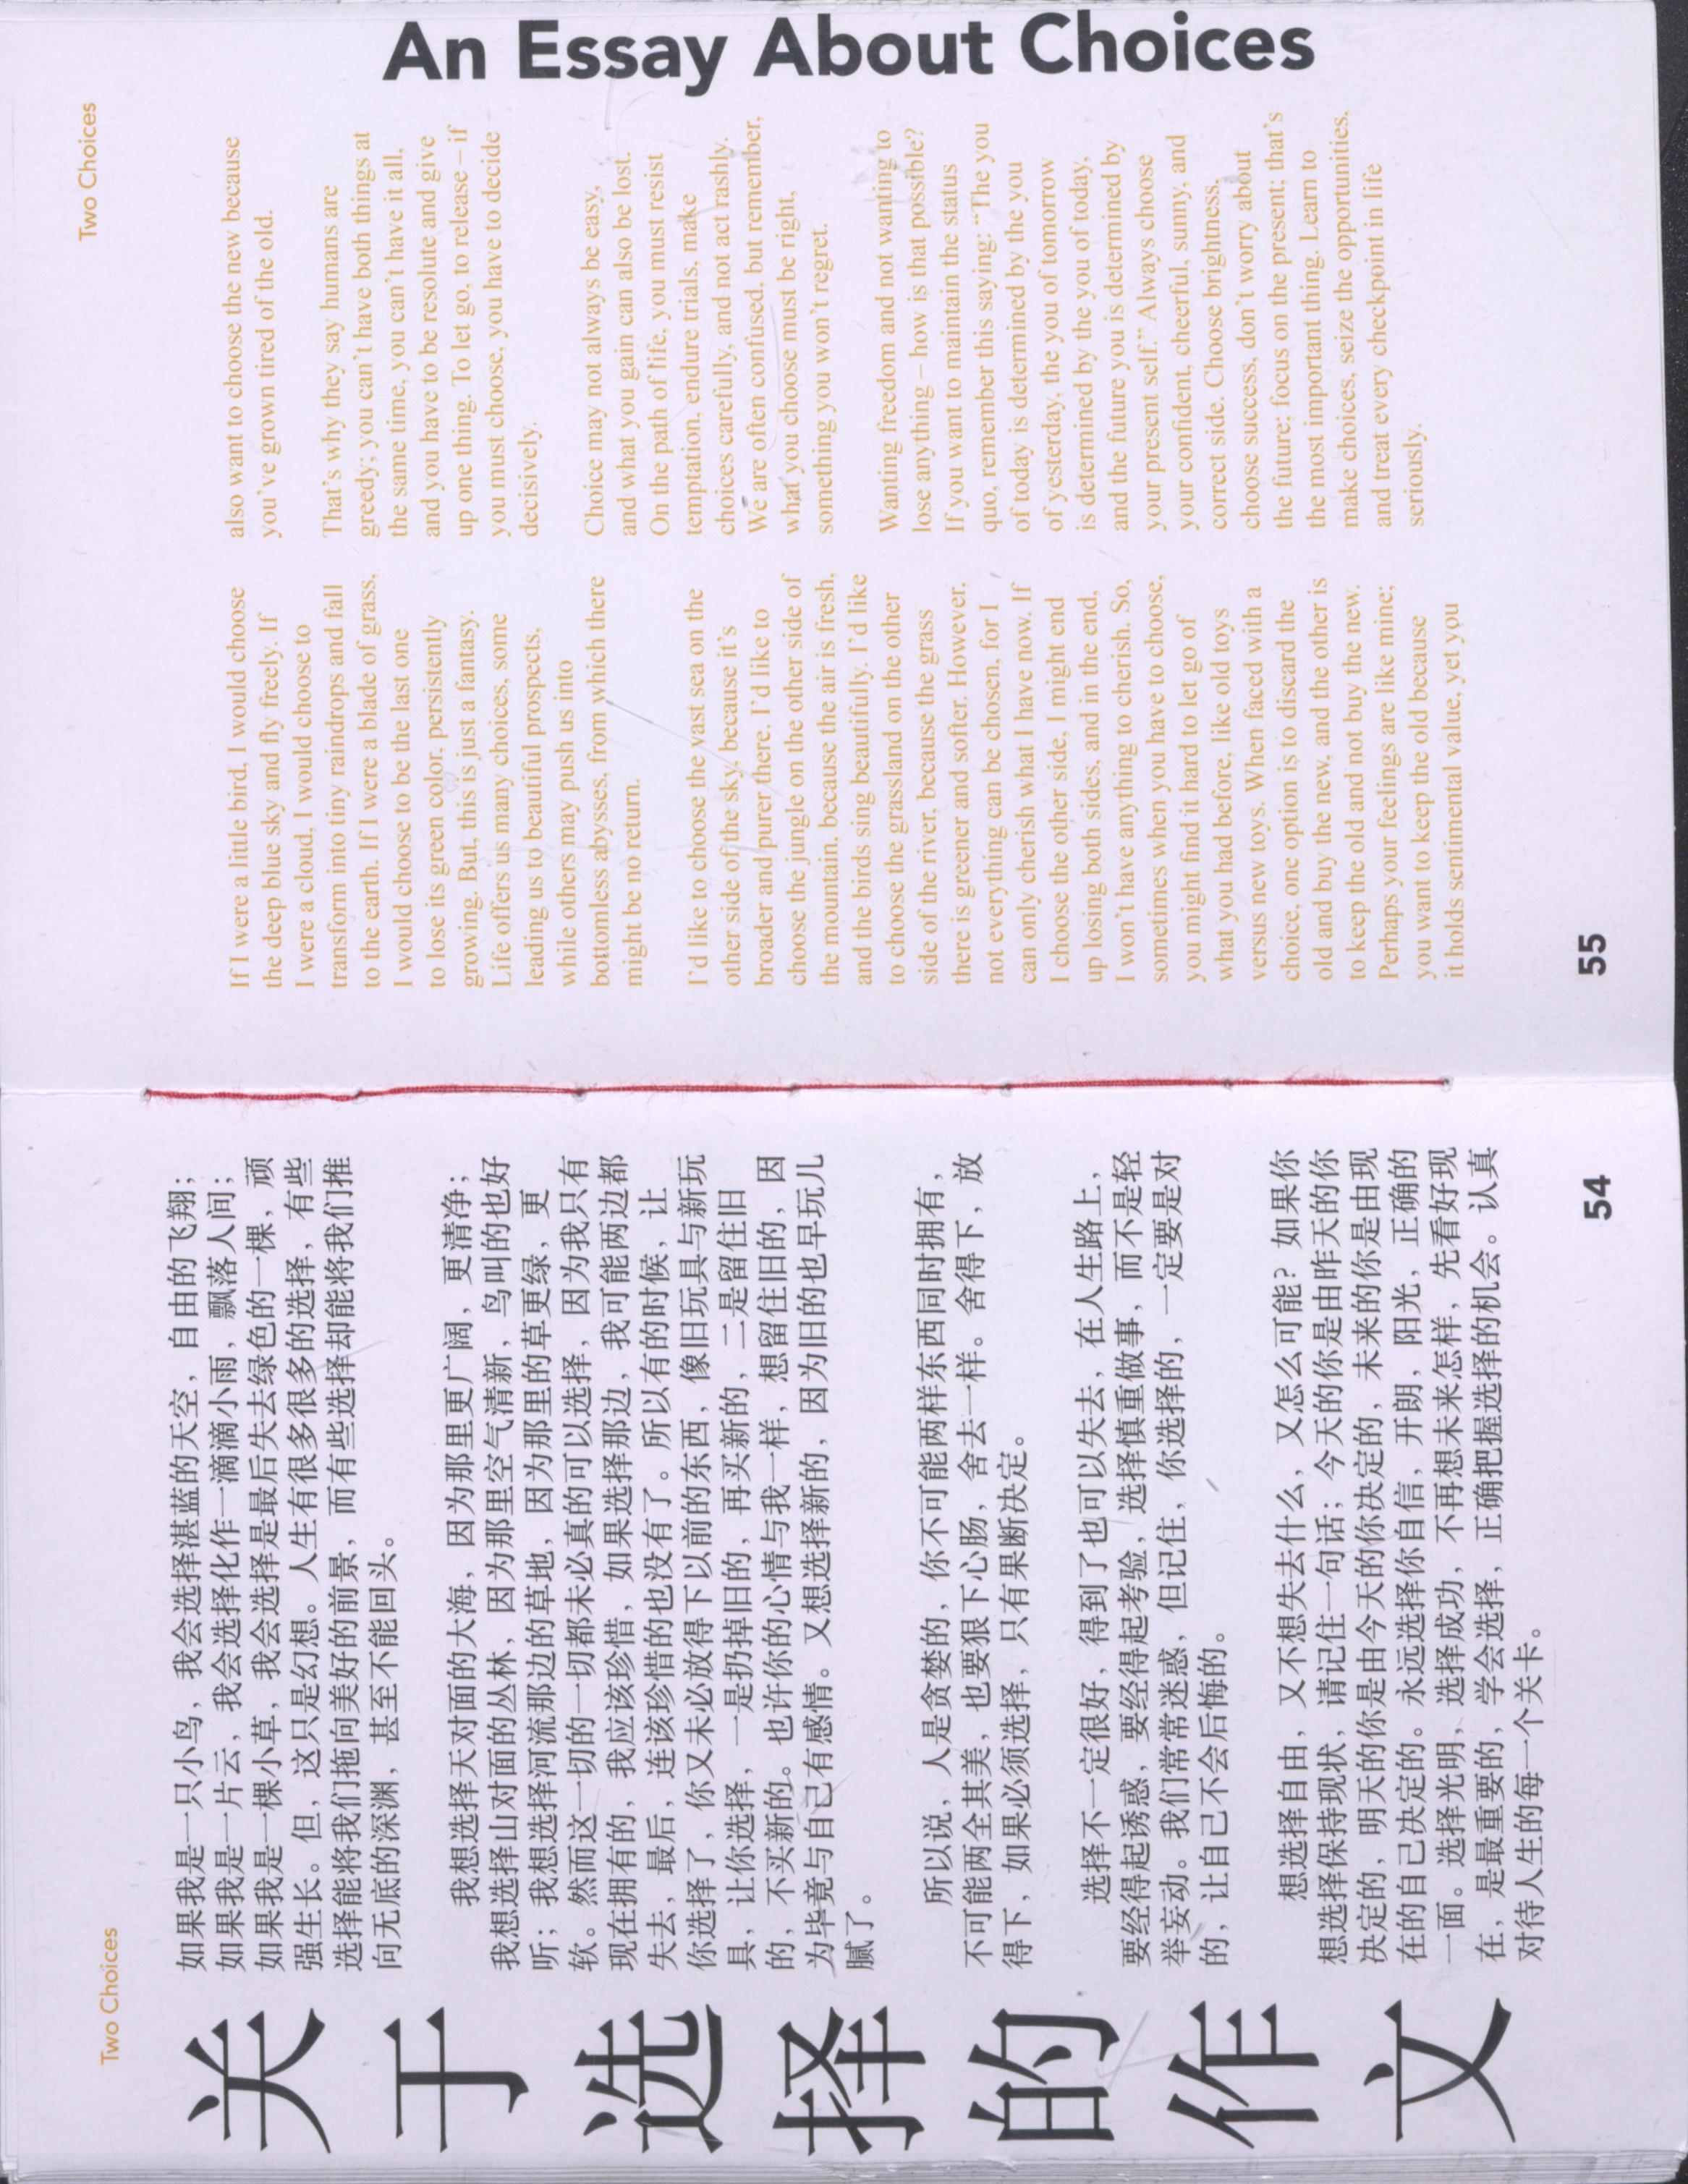 Two Choices
关于选择的作文
如果我是一只小鸟，我会选择湛蓝的天空，自由的飞翔；
如果我是一片云，我会选择化作一滴滴小雨，飘落人间；
如果我是一棵小草，我会选择是最后失去绿色的一棵，顽
强生长。但，这只是幻想。人生有很多很多的选择，有些
选择能将我们拖向美好的前景，而有些选择却能将我们推
向无底的深渊，甚至不能回头。
我想选择天对面的大海，因为那里更广阔，更清净；
我想选择山对面的丛林，因为那里空气清新，鸟叫的也好
听；我想选择河流那边的草地，因为那里的草更绿，更
软。然而这一切的一切都未必真的可以选择，因为我只有
现在拥有的，我应该珍惜，如果选择那边，我可能两边都
失去，最后，连该珍惜的也没有了。所以有的时候，让
你选择了，你又未必放得下以前的东西，像旧玩具与新玩
具，让你选择，一是扔掉旧的，再买新的，二是留住旧
的，不买新的。也许你的心情与我一样，想留住旧的，因
为毕竟与自己有感情。又想选择新的，因为旧的也早玩儿
腻了。
所以说，人是贪婪的，你不可能两样东西同时拥有，
不可能两全其美，也要狠下心肠，舍去一样。舍得下，放
得下，如果必须选择，只有果断决定。
选择不一定很好，得到了也可以失去，在人生路上，
要经得起诱惑，要经得起考验，选择慎重做事，而不是轻
举妄动。我们常常迷惑，但记住，你选择的，一定要是对
的，让自己不会后悔的。
想选择自由，又不想失去什么，又怎么可能？如果你
想选择保持现状，请记住一句话；今天的你是由昨天的你
决定的，明天的你是由今天的你决定的，未来的你是由现
在的自己决定的。永远选择你自信，开朗，阳光，正确的
一面。选择光明，选择成功，不再想未来怎样，先看好现
在，是最重要的，学会选择，正确把握选择的机会。认真
对待人生的每一个关卡。
54
Two Choices
If I were a little bird, I would choose
the deep blue sky and fly freely. If
I were a cloud, I would choose to
transform into tiny raindrops and fall
to the earth. If I were a blade of grass,
I would choose to be the last one
to lose its green color, persistently
growing. But, this is just a fantasy.
Life offers us many choices, some
leading us to beautiful prospects,
while others may push us into
bottomless abysses, from which there
might be no return.
I'd like to choose the vast sea on the
other side of the sky, because it's
broader and purer there. I'd like to
choose the jungle on the other side of
the mountain, because the air is fresh,
and the birds sing beautifully. I'd like
to choose the grassland on the other
side of the river, because the grass
there is greener and softer. However,
not everything can be chosen, for I
can only cherish what I have now. If
I choose the other side, I might end
up losing both sides, and in the end,
I won't have anything to cherish. So,
sometimes when you have to choose,
you might find it hard to let go of
what you had before, like old toys
versus new toys. When faced with a
choice, one option is to discard the
old and buy the new, and the other is
to keep the old and not buy the new.
Perhaps your feelings are like mine;
you want to keep the old because
it holds sentimental value, yet you
also want to choose the new because
you've grown tired of the old.
That's why they say humans are
greedy; you can't have both things at
the same time, you can't have it all,
and you have to be resolute and give
up one thing. To let go, to release – if
you must choose, you have to decide
decisively.
Choice may not always be easy,
and what you gain can also be lost.
On the path of life, you must resist
temptation, endure trials, make
choices carefully, and not act rashly.
We are often confused, but remember,
what you choose must be right,
something you won't regret.
Wanting freedom and not wanting to
lose anything – how is that possible?
If you want to maintain the status
quo, remember this saying: “The you
of today is determined by the you
of yesterday, the you of tomorrow
is determined by the you of today,
and the future you is determined by
your present self.” Always choose
your confident, cheerful, sunny, and
correct side. Choose brightness,
choose success, don't worry about
the future; focus on the present; that's
the most important thing. Learn to
make choices, seize the opportunities,
and treat every checkpoint in life
seriously.
An Essay About Choices
55